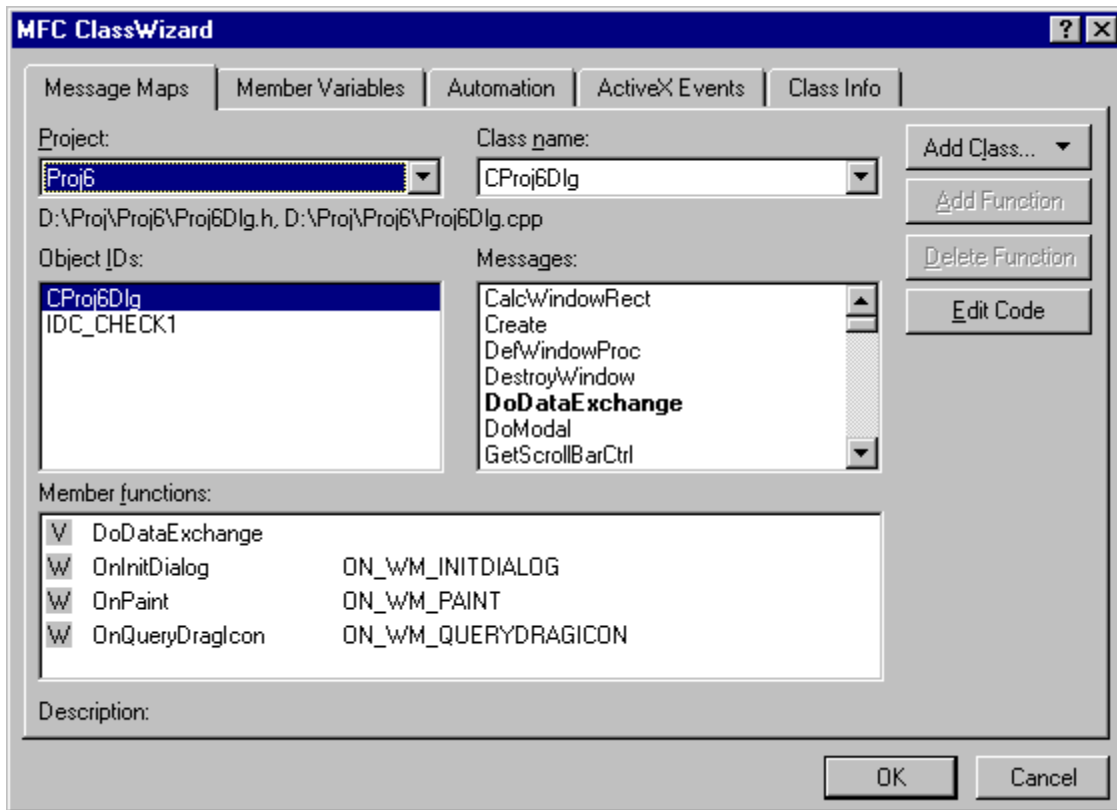 MFC ClassWizard
Message Maps Member Variables Automation ActiveX Events Class Info
Project: Class name:
Proj6 CProj6Dlg Add Class...
D:\Proj\Proj6\Proj6Dlg.h, D:\Proj\Proj6\Proj6Dlg.cpp Add Function
Object IDs: Messages: Delete Function
CProj6Dlg CalcWindowRect Edit Code
IDC_CHECK1 Create
DefWindowProc
DestroyWindow
DoDataExchange
DoModal
GetScrollBarCtrl
Member functions:
V DoDataExchange
W OnInitDialog ON_WM_INITDIALOG
W OnPaint ON_WM_PAINT
W OnQueryDragIcon ON_WM_QUERYDRAGICON
Description:
OK Cancel